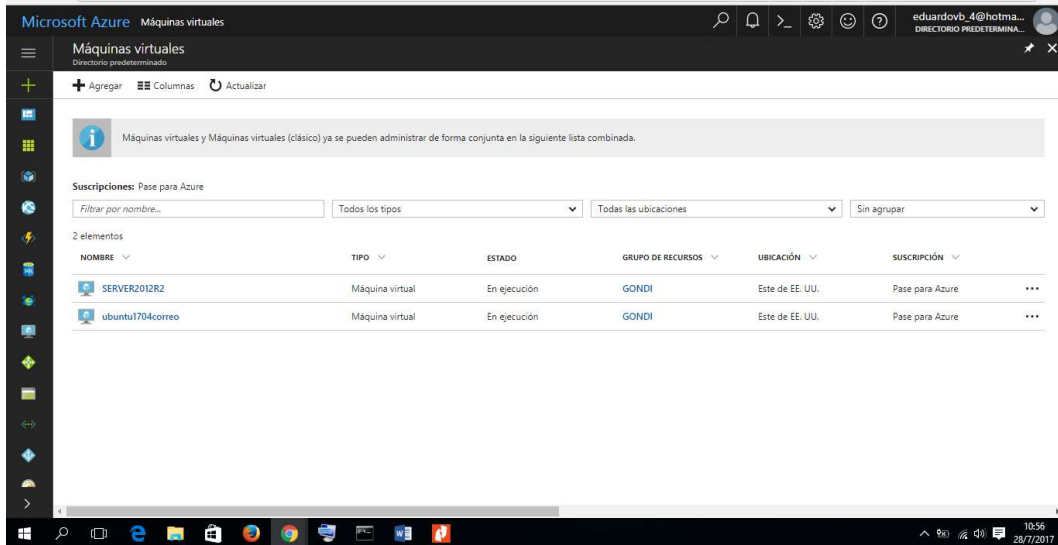 Microsoft Azure Máquinas virtuales
eduardovb_4@hotma...
DIRECTORIO PREDETERMINA...
Máquinas virtuales
Directorio predeterminado
Agregar Columnas Actualizar
Máquinas virtuales y Máquinas virtuales (clásico) ya se pueden administrar de forma conjunta en la siguiente lista combinada.
Suscripciones: Pase para Azure
Filtrar por nombre... Todos los tipos Todas las ubicaciones Sin agrupar
2 elementos
NOMBRE TIPO ESTADO GRUPO DE RECURSOS UBICACIÓN SUSCRIPCIÓN
SERVER2012R2 Máquina virtual En ejecución GONDI Este de EE. UU. Pase para Azure
ubuntu1704correo Máquina virtual En ejecución GONDI Este de EE. UU. Pase para Azure
10:56
28/7/2017